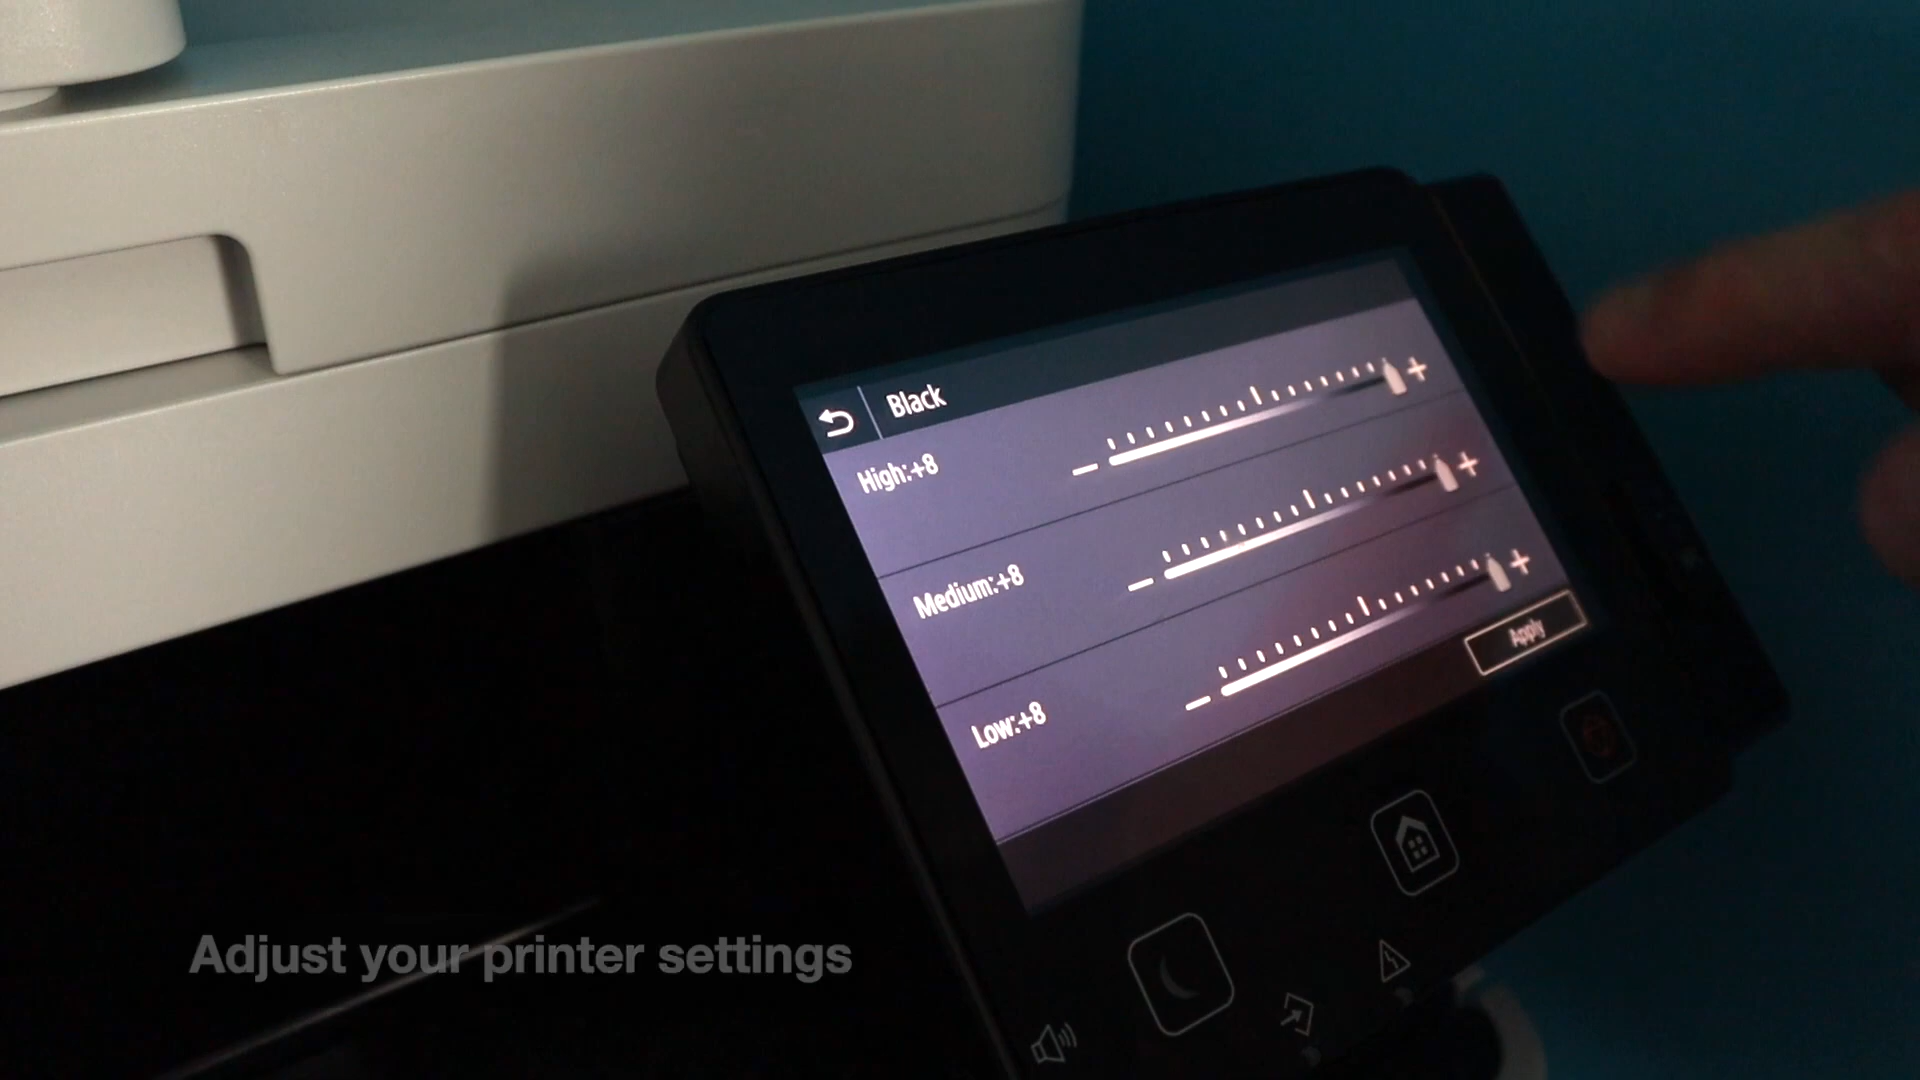 Black
High:+8
Medium:+8
Low:+8
Apply
Adjust your printer settings